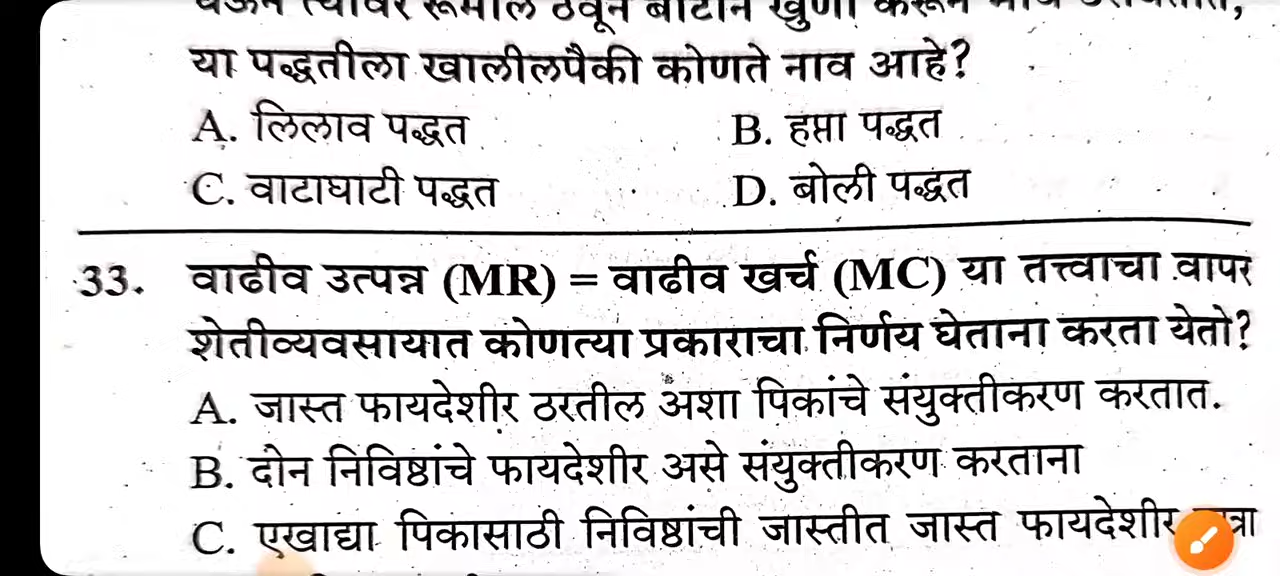 या पद्धतीला खालीलपैकी कोणते नाव आहे?
A. लिलाव पद्धत B. हप्ता पद्धत
C. वाटाघाटी पद्धत D. बोली पद्धत
33. वाढीव उत्पन्न (MR) = वाढीव खर्च (MC) या तत्त्वाचा वापर
शेतीव्यवसायात कोणत्या प्रकाराचा निर्णय घेताना करता येतो?
A. जास्त फायदेशीर ठरतील अशा पिकांचे संयुक्तीकरण करतात.
B. दोन निविष्ठांचे फायदेशीर असे संयुक्तीकरण करताना
C. एखाद्या पिकासाठी निविष्ठांची जास्तीत जास्त फायदेशीर